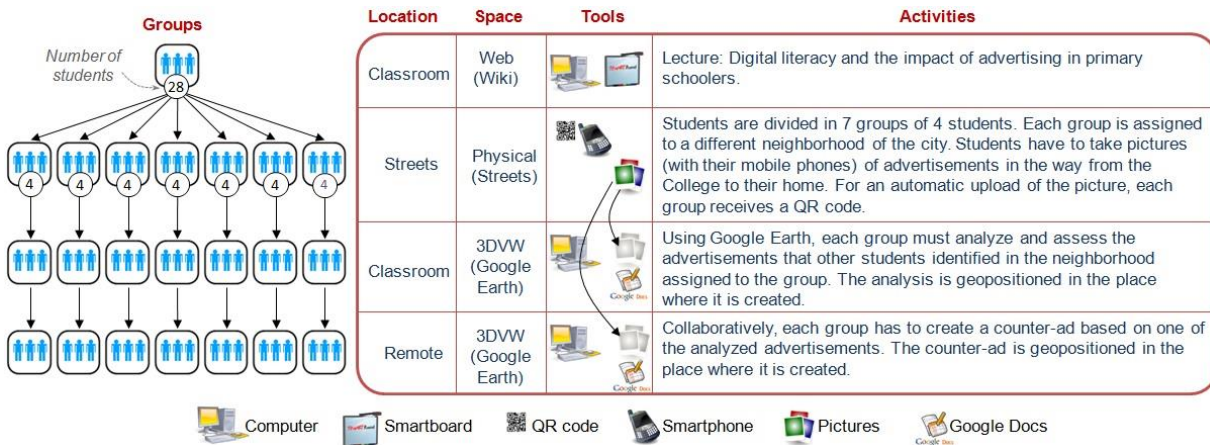 Groups
Location Space Tools Activities
Number of
students
28
4 4 4 4 4 4 4
Classroom
Web
(Wiki)
Lecture: Digital literacy and the impact of advertising in primary
schoolers.
Streets
Physical
(Streets)
Students are divided in 7 groups of 4 students. Each group is assigned
to a different neighborhood of the city. Students have to take pictures
(with their mobile phones) of advertisements in the way from the
College to their home. For an automatic upload of the picture, each
group receives a QR code.
Classroom
3DVW
(Google
Earth)
Google Docs
Using Google Earth, each group must analyze and assess the
advertisements that other students identified in the neighborhood
assigned to the group. The analysis is geopositioned in the place
where it is created.
Remote
3DVW
(Google
Earth)
Google Docs
Collaboratively, each group has to create a counter-ad based on one of
the analyzed advertisements. The counter-ad is geopositioned in the
place where it is created.
Computer Smartboard QR code Smartphone Pictures Google Docs